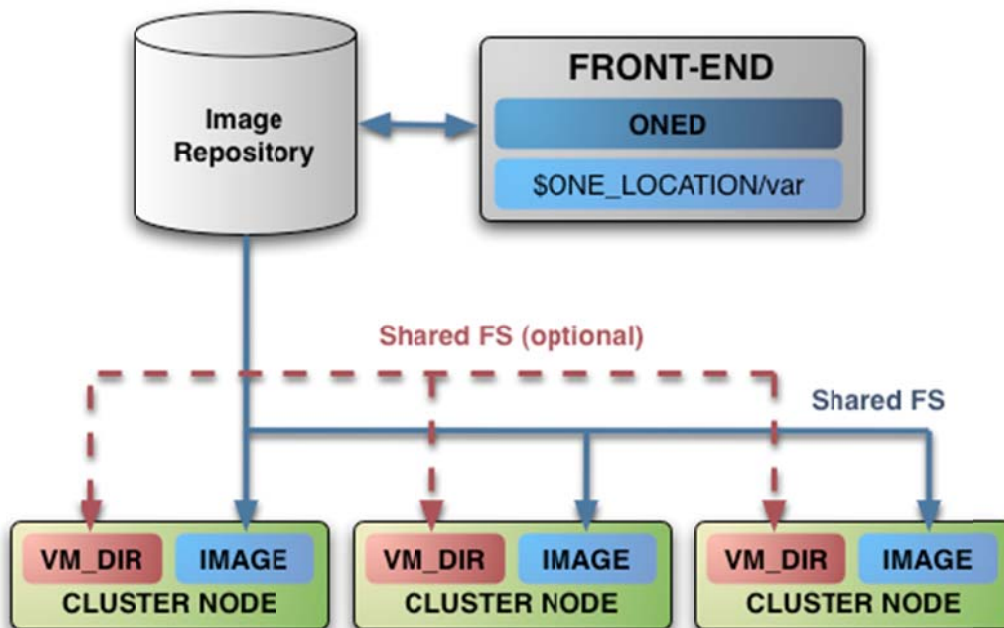 Image
Repository
FRONT-END
ONED
$ONE_LOCATION/var
Shared FS (optional)
Shared FS
VM_DIR IMAGE
CLUSTER NODE
VM_DIR IMAGE
CLUSTER NODE
VM_DIR IMAGE
CLUSTER NODE